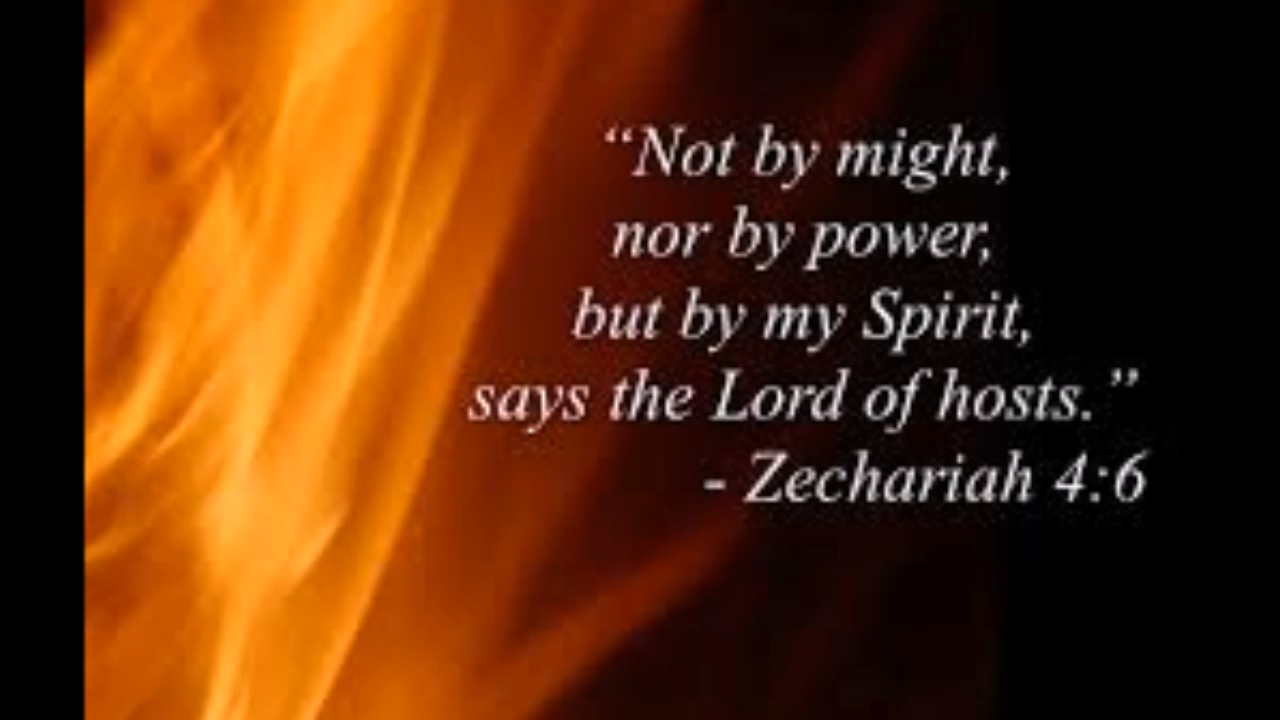 “Not by might,
nor by power,
but by my Spirit,
says the Lord of hosts.”
- Zechariah 4:6